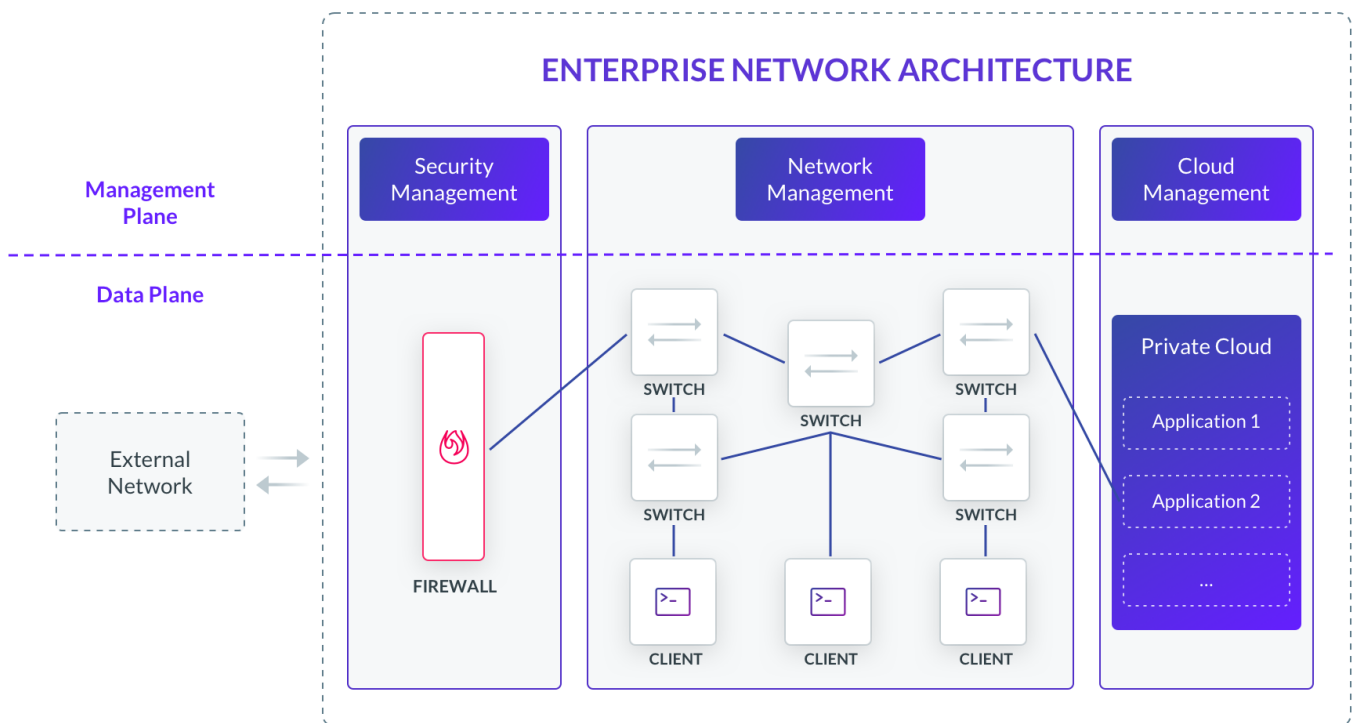 ENTERPRISE NETWORK ARCHITECTURE
Management
Plane
Security
Management
Network
Management
Cloud
Management
Data Plane
External
Network
FIREWALL
SWITCH
SWITCH
SWITCH
SWITCH
SWITCH
CLIENT
CLIENT
CLIENT
Private Cloud
Application 1
Application 2
...